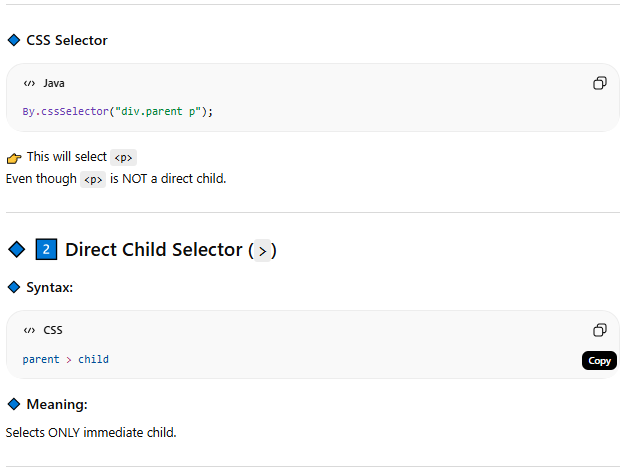 🔷 CSS Selector
</> Java
By.cssSelector("div.parent p");
👉 This will select <p>
Even though <p> is NOT a direct child.
🔷 2️⃣ Direct Child Selector (>)
🔷 Syntax:
</> CSS
parent > child
Copy
🔷 Meaning:
Selects ONLY immediate child.